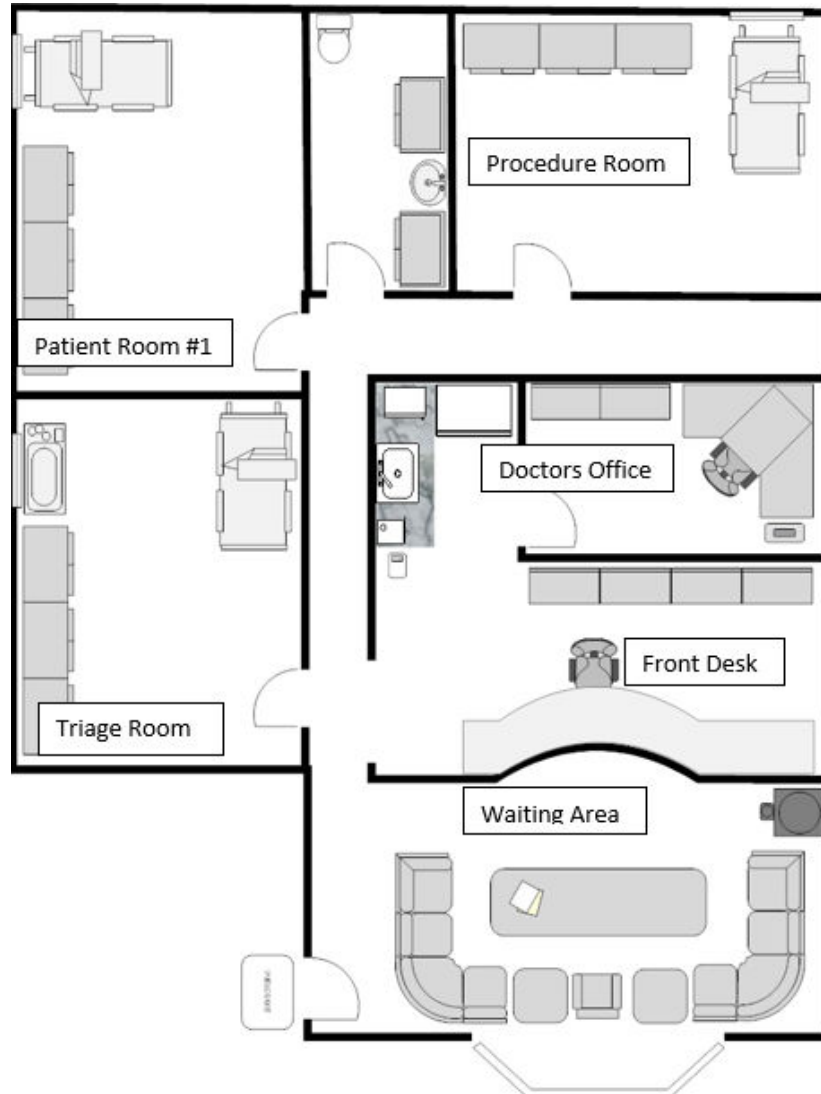 Procedure Room
Patient Room #1
Doctors Office
Front Desk
Triage Room
Waiting Area